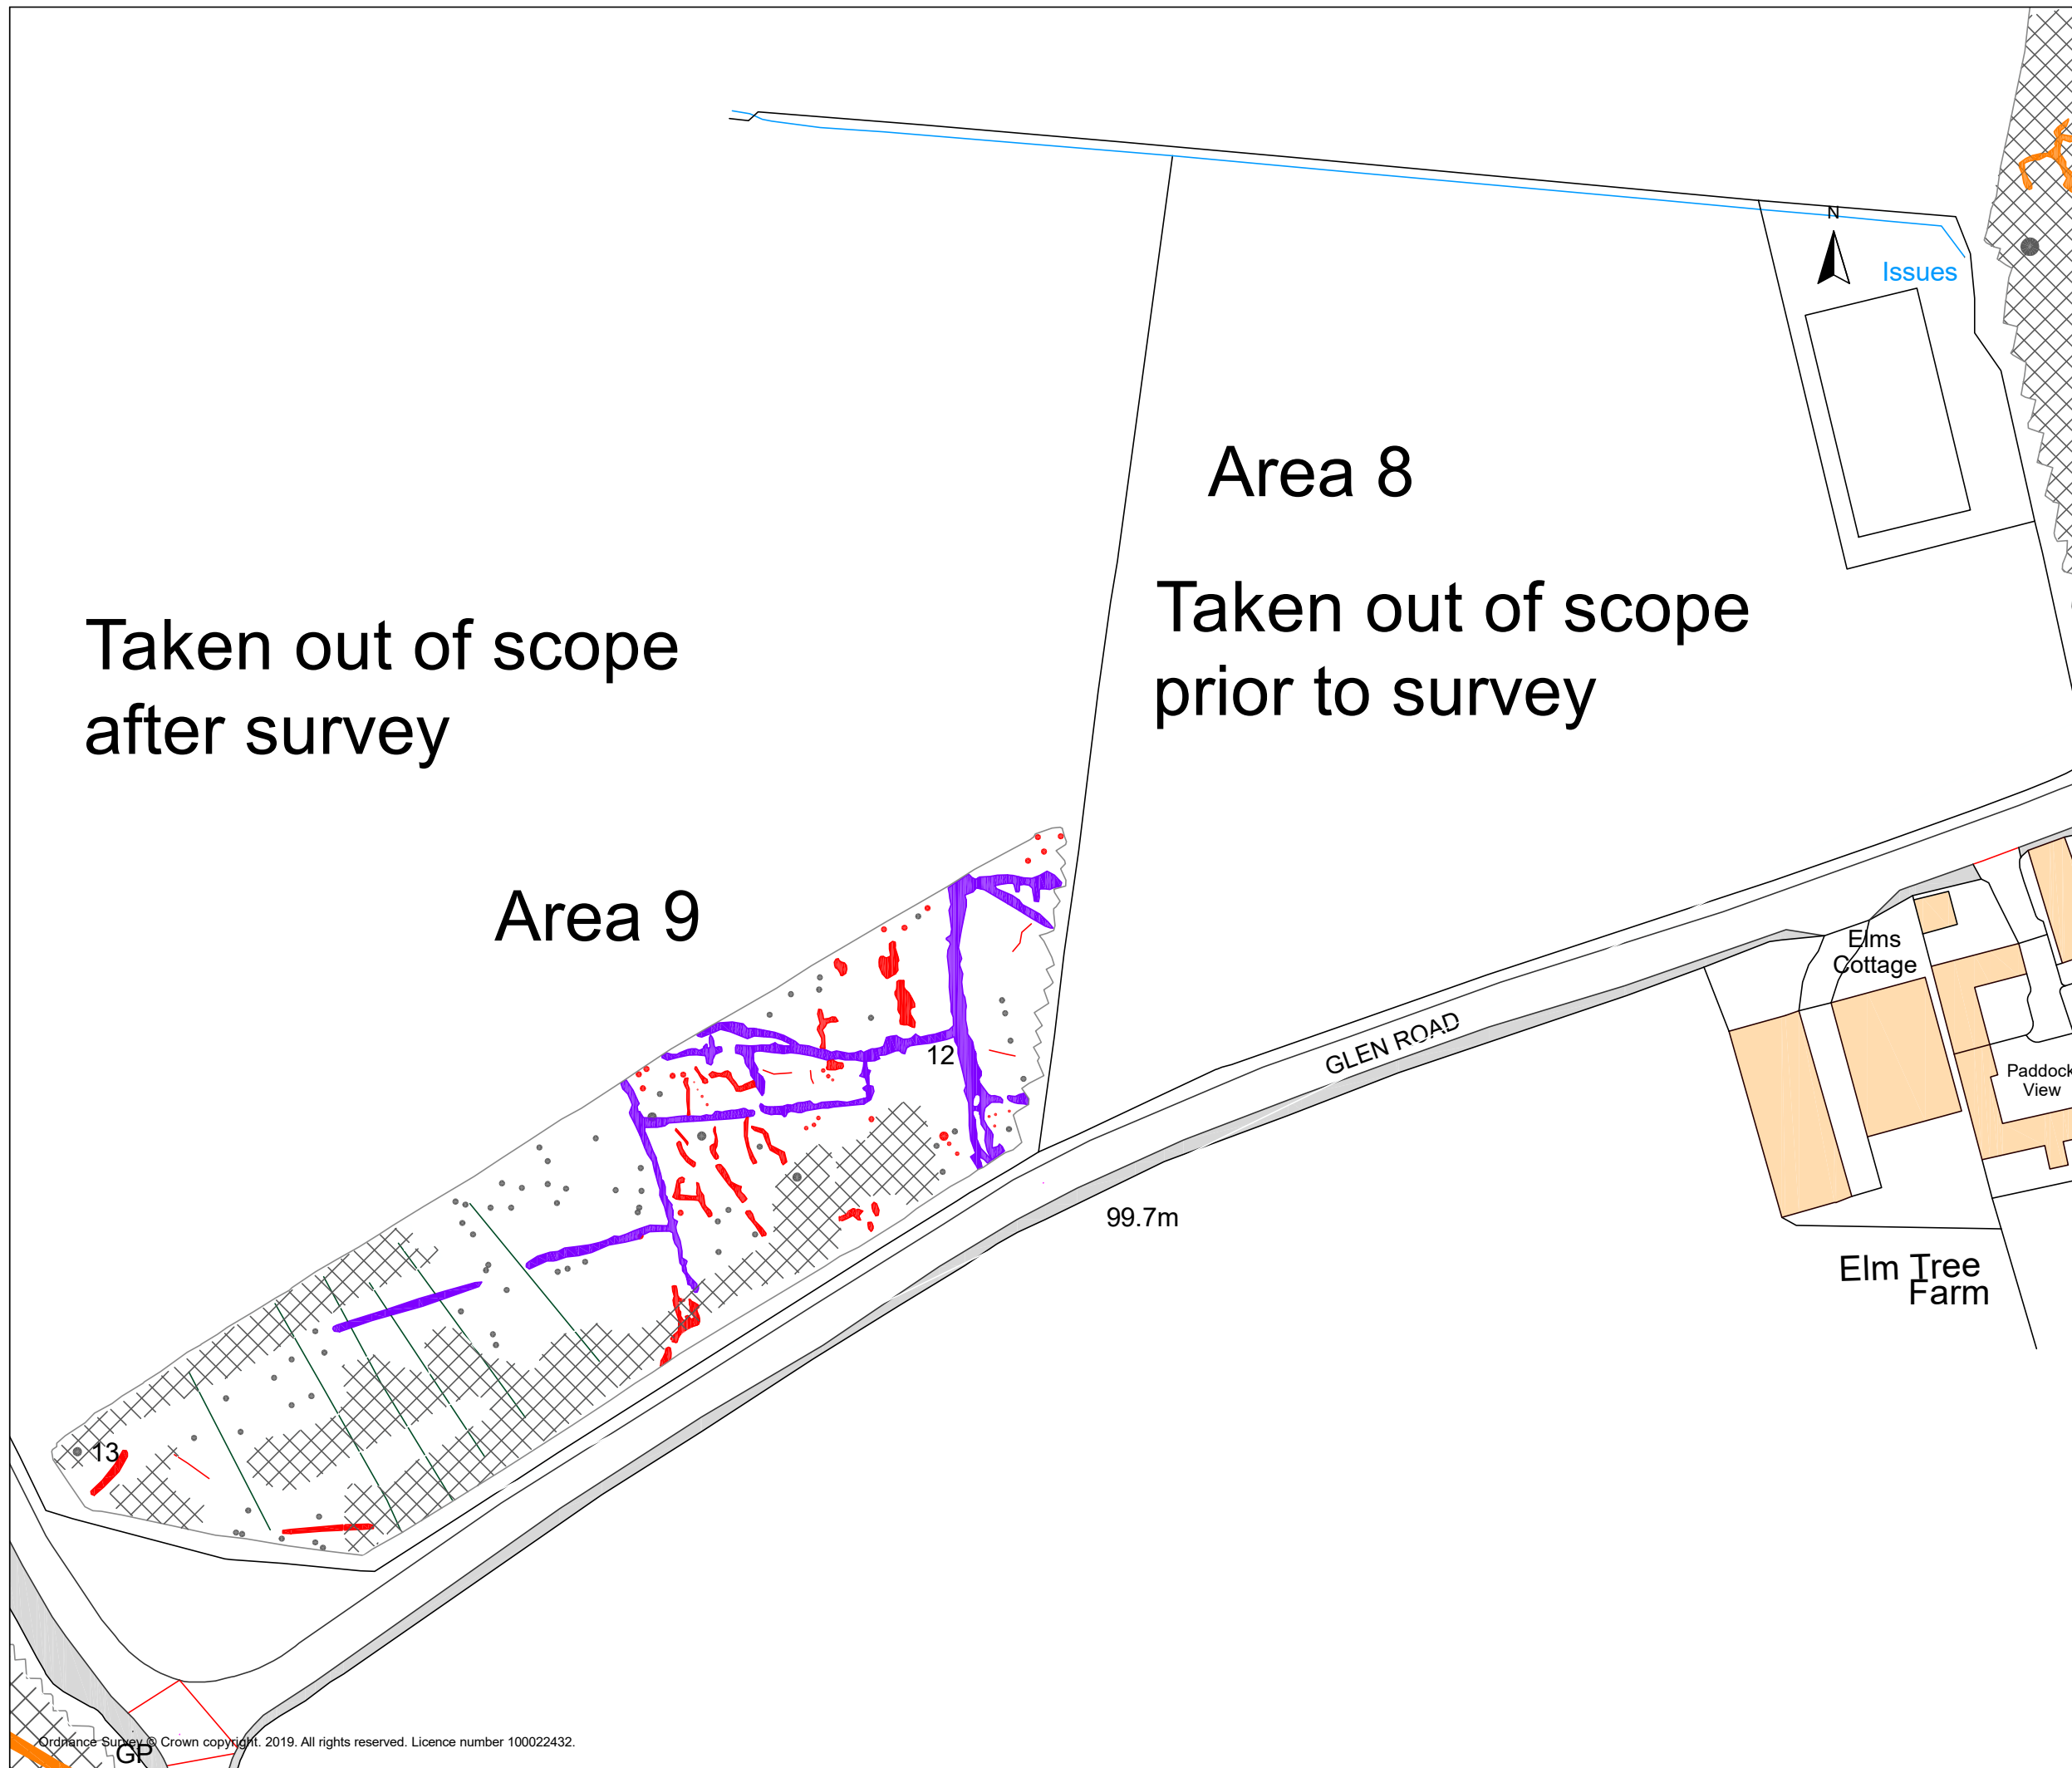 N
Issues
Area 8
Taken out of scope
prior to survey
Taken out of scope
after survey
Area 9
Elms
Cottage
12
GLEN ROAD
Paddock
View
99.7m
Elm Tree
Farm
13
Ordnance Survey © Crown copyright. 2019. All rights reserved. Licence number 100022432.
GP